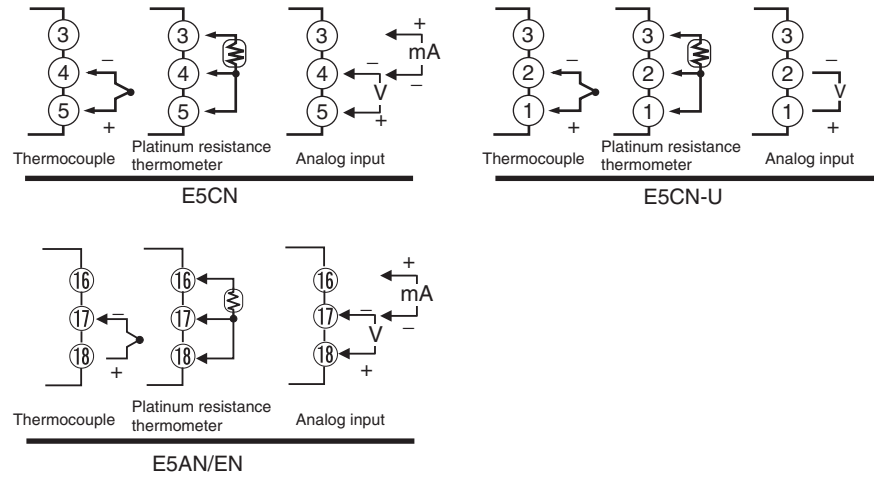 3
4
5
−
+
Thermocouple
3
4
5
Platinum resistance
thermometer
3
4
5
+
mA
−
−
V
+
Analog input
E5CN
3
2
1
−
+
Thermocouple
3
2
1
Platinum resistance
thermometer
3
2
1
−
V
+
Analog input
E5CN-U
16
17
18
−
+
Thermocouple
16
17
18
Platinum resistance
thermometer
16
17
18
+
mA
−
−
V
+
Analog input
E5AN/EN